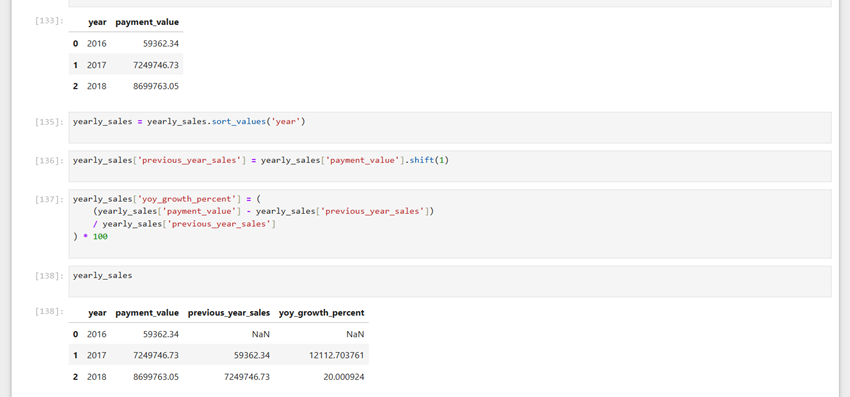 [133]:
year payment_value
0 2016 59362.34
1 2017 7249746.73
2 2018 8699763.05
[135]: yearly_sales = yearly_sales.sort_values('year')
[136]: yearly_sales['previous_year_sales'] = yearly_sales['payment_value'].shift(1)
[137]: yearly_sales['yoy_growth_percent'] = (
(yearly_sales['payment_value'] - yearly_sales['previous_year_sales'])
/ yearly_sales['previous_year_sales']
) * 100
[138]: yearly_sales
[138]:
year payment_value previous_year_sales yoy_growth_percent
0 2016 59362.34 NaN NaN
1 2017 7249746.73 59362.34 12112.703761
2 2018 8699763.05 7249746.73 20.000924